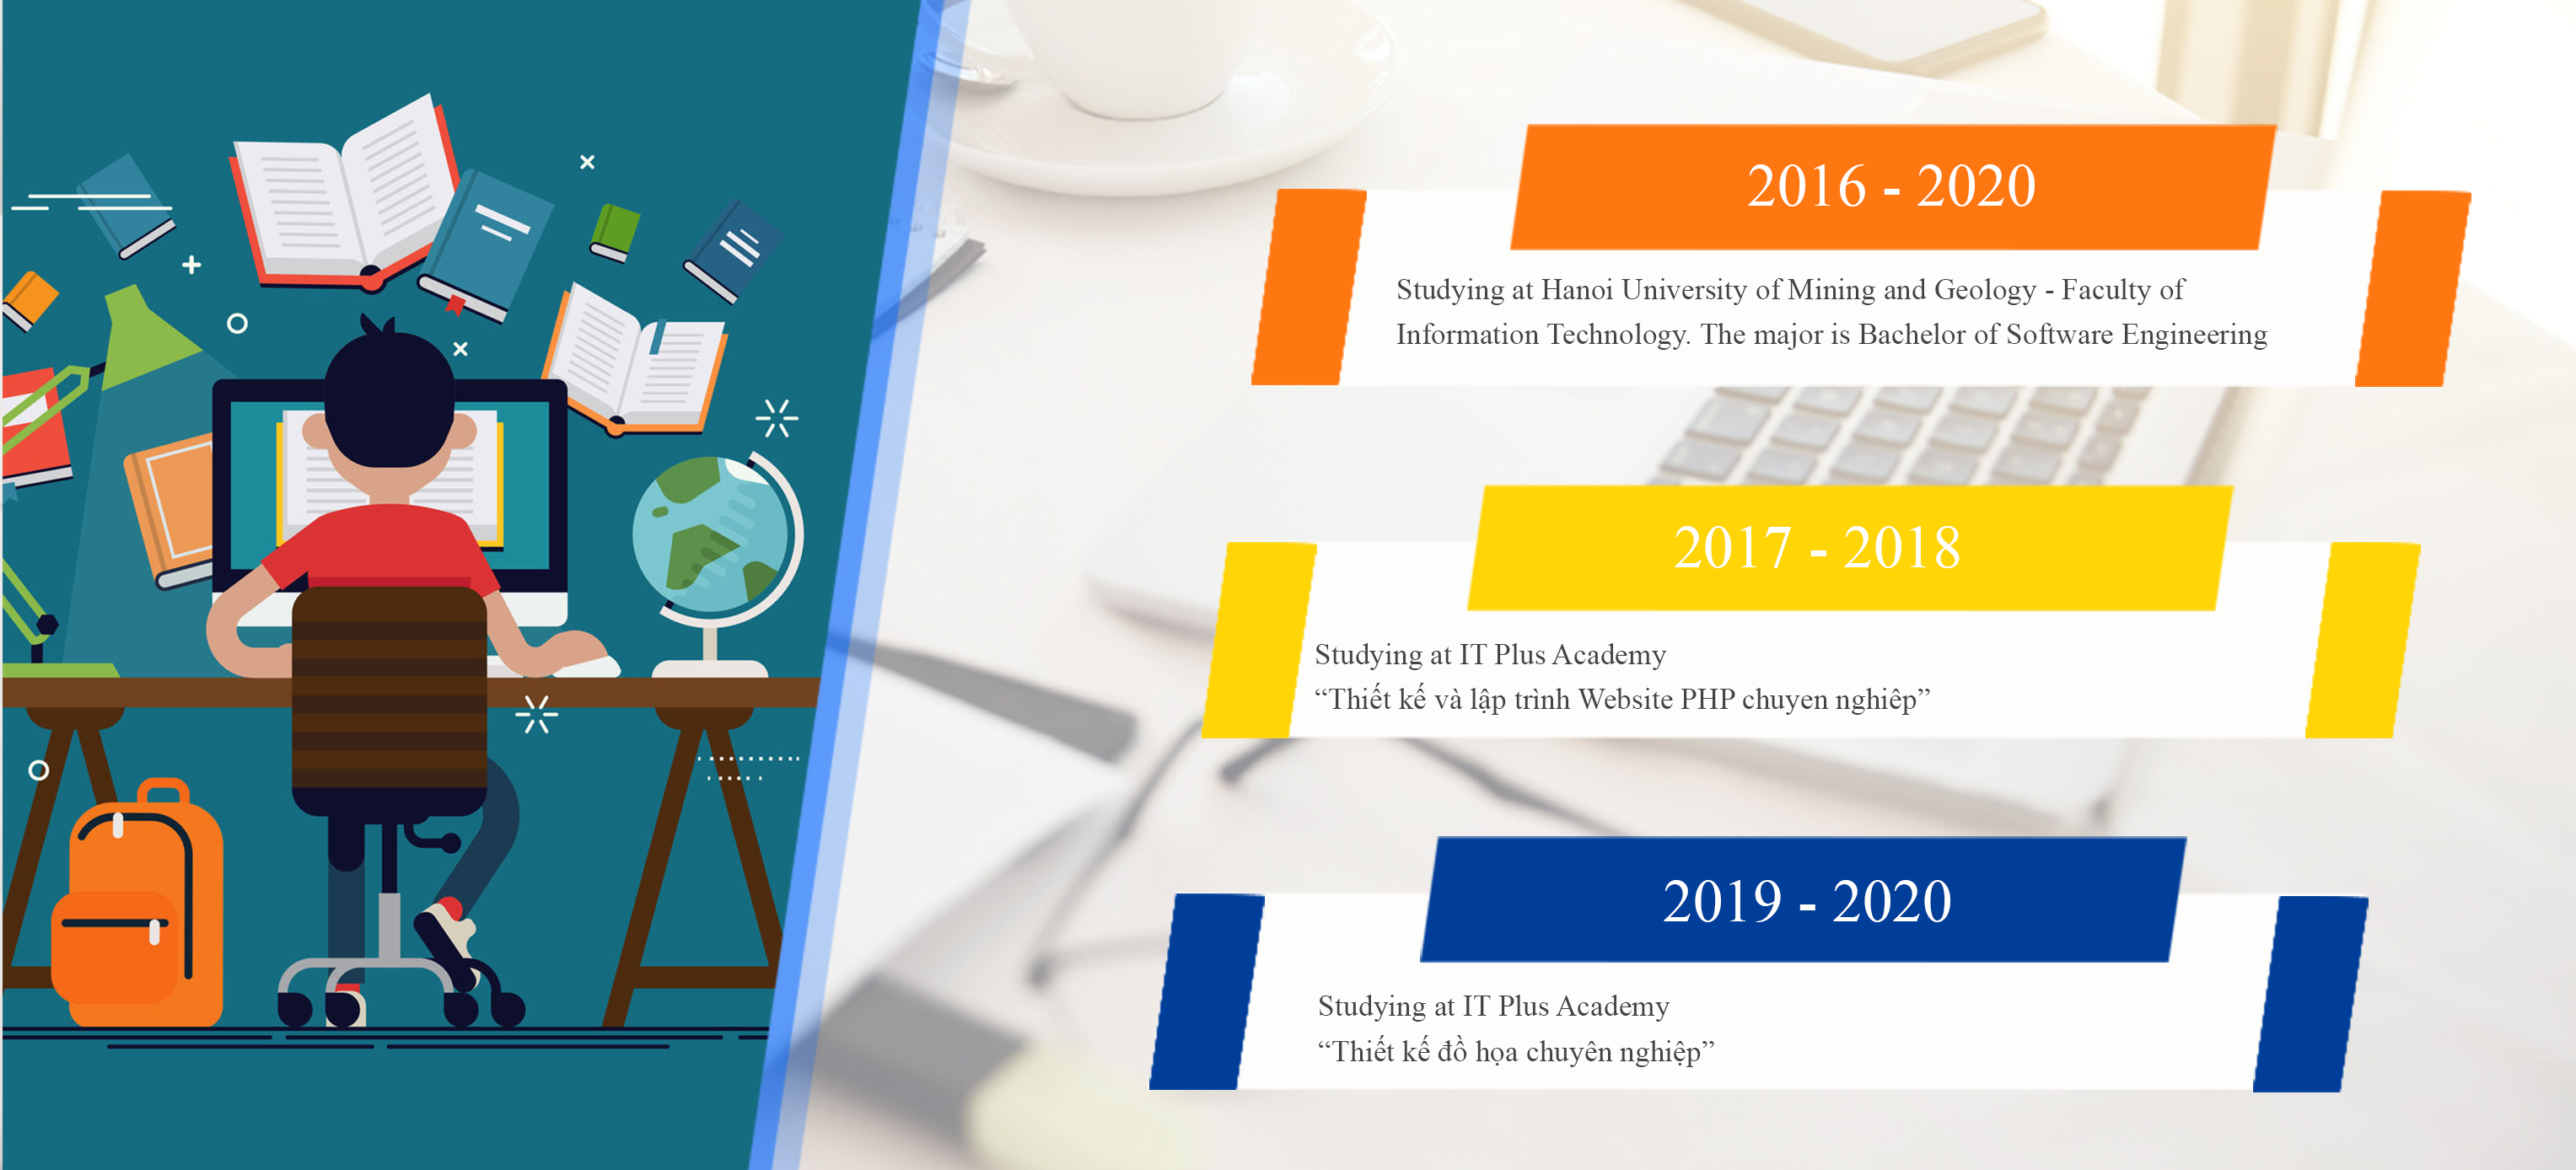 2016 - 2020
Studying at Hanoi University of Mining and Geology - Faculty of
Information Technology. The major is Bachelor of Software Engineering
2017 - 2018
Studying at IT Plus Academy
“Thiết kế và lập trình Website PHP chuyen nghiêp”
2019 - 2020
Studying at IT Plus Academy
“Thiết kế đồ họa chuyên nghiệp”